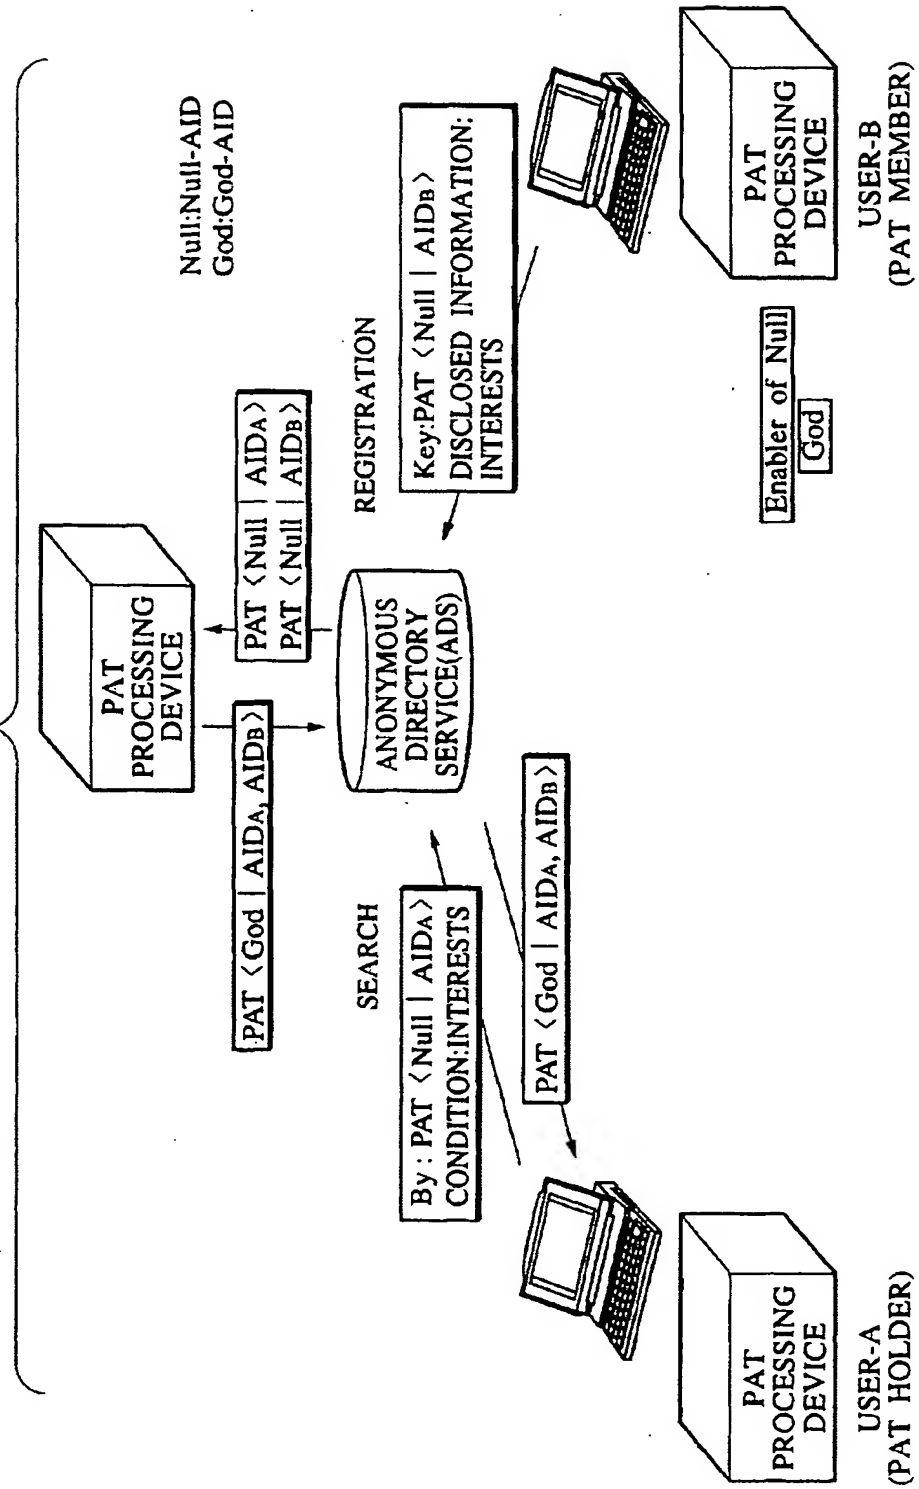 PAT
PROCESSING
DEVICE
Null:Null-AID
God:God-AID
PAT <God | AIDA, AIDB>
PAT <Null | AIDA>
PAT <Null | AIDB>
SEARCH
ANONYMOUS
DIRECTORY
SERVICE(ADS)
REGISTRATION
By : PAT <Null | AIDA>
CONDITION:INTERESTS
Key:PAT <Null | AIDB>
DISCLOSED INFORMATION:
INTERESTS
PAT <God | AIDA, AIDB>
PAT
PROCESSING
DEVICE
USER-A
(PAT HOLDER)
Enabler of Null
God
PAT
PROCESSING
DEVICE
USER-B
(PAT MEMBER)